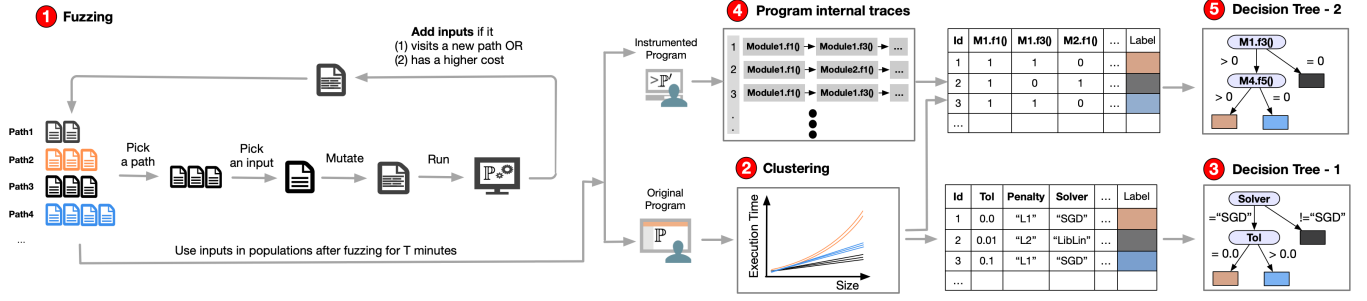 1 Fuzzing
Add inputs if it
(1) visits a new path OR
(2) has a higher cost
Path1
Path2
Path3
Path4
...
Pick
a path
Pick
an input
Mutate
Run
ℙ
Use inputs in populations after fuzzing for T minutes
Instrumented
Program
>ℙ′
Original
Program
ℙ
4 Program internal traces
1 Module1.f1() Module1.f3() ...
2 Module1.f1() Module2.f1() ...
3 Module1.f1() Module1.f3() ...
.
.
2 Clustering
Execution Time
Size
Id M1.f1() M1.f3() M2.f1() ... Label
1 1 1 0 ...
2 1 0 1 ...
3 1 1 0 ...
...
Id Tol Penalty Solver ... Label
1 0.0 “L1” “SGD” ...
2 0.01 “L2” “LibLin” ...
3 0.1 “L1” “SGD” ...
...
5 Decision Tree - 2
M1.f3()
> 0 = 0
M4.f5()
> 0 = 0
3 Decision Tree - 1
Solver
=“SGD” !=“SGD”
Tol
= 0.0 > 0.0